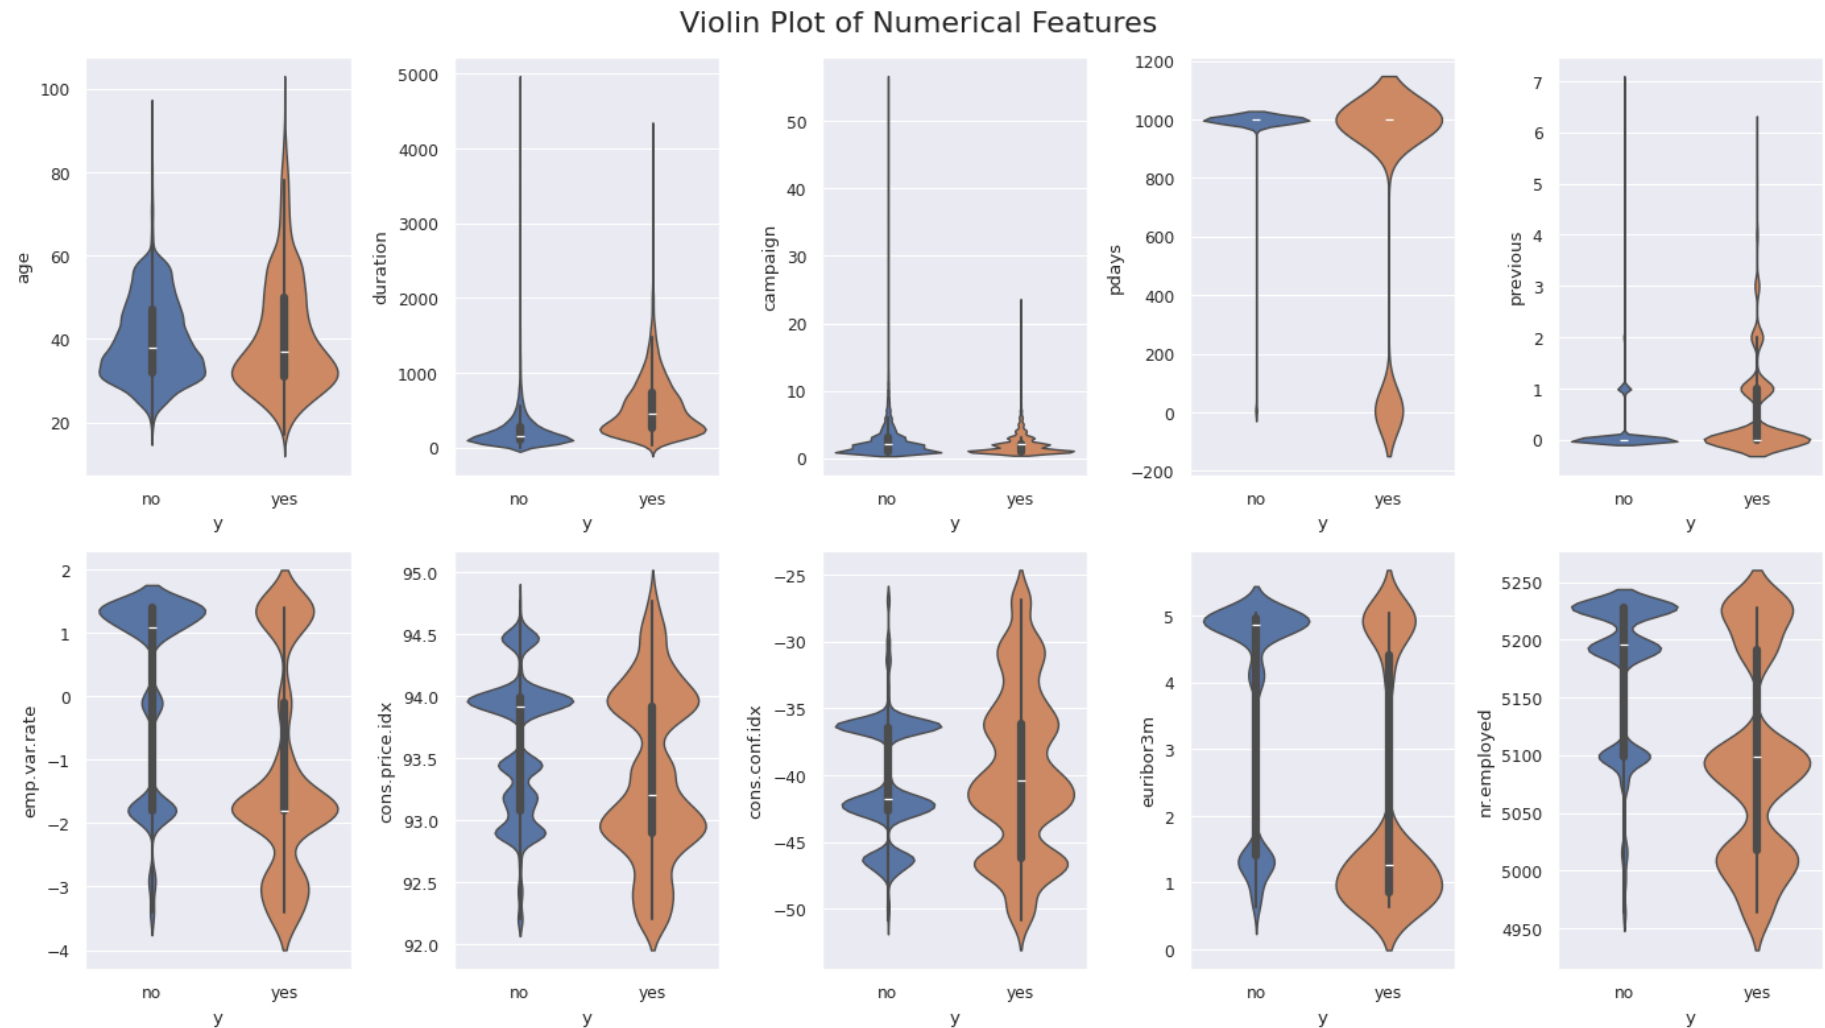 Violin Plot of Numerical Features
age
100
80
60
40
20
no yes
y
duration
5000
4000
3000
2000
1000
0
no yes
y
campaign
50
40
30
20
10
0
no yes
y
pdays
1200
1000
800
600
400
200
0
−200
no yes
y
previous
7
6
5
4
3
2
1
0
no yes
y
emp.var.rate
2
1
0
−1
−2
−3
−4
no yes
y
cons.price.idx
95.0
94.5
94.0
93.5
93.0
92.5
92.0
no yes
y
cons.conf.idx
−25
−30
−35
−40
−45
−50
no yes
y
euribor3m
5
4
3
2
1
0
no yes
y
nr.employed
5250
5200
5150
5100
5050
5000
4950
no yes
y